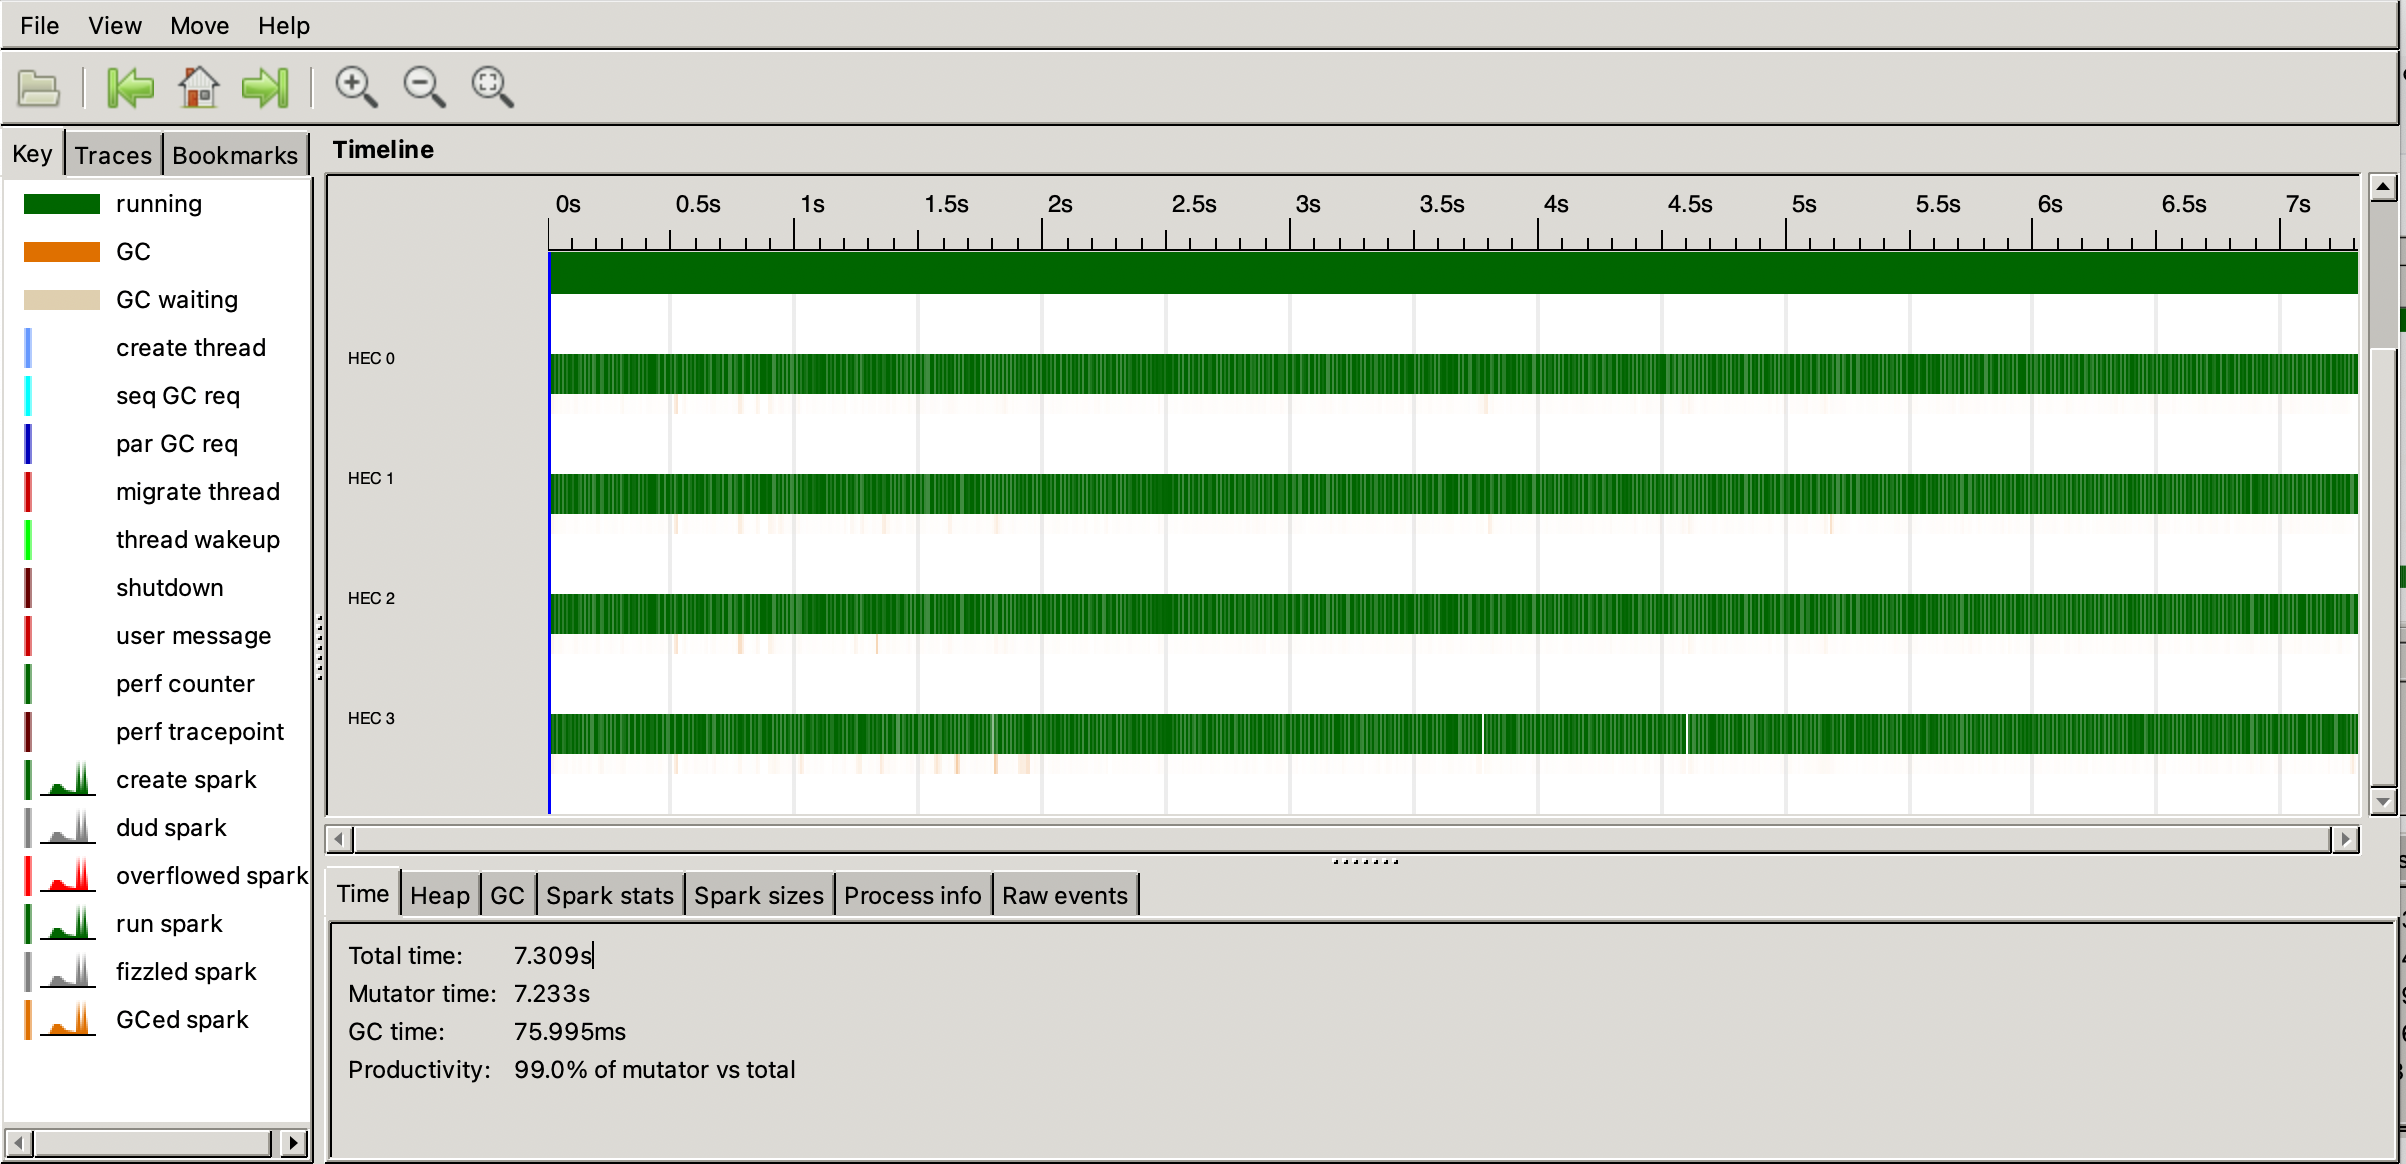 File View Move Help
Key Traces Bookmarks
running
GC
GC waiting
create thread
seq GC req
par GC req
migrate thread
thread wakeup
shutdown
user message
perf counter
perf tracepoint
create spark
dud spark
overflowed spark
run spark
fizzled spark
GCed spark
Timeline
0s 0.5s 1s 1.5s 2s 2.5s 3s 3.5s 4s 4.5s 5s 5.5s 6s 6.5s 7s
HEC 0
HEC 1
HEC 2
HEC 3
Time Heap GC Spark stats Spark sizes Process info Raw events
Total time: 7.309s
Mutator time: 7.233s
GC time: 75.995ms
Productivity: 99.0% of mutator vs total